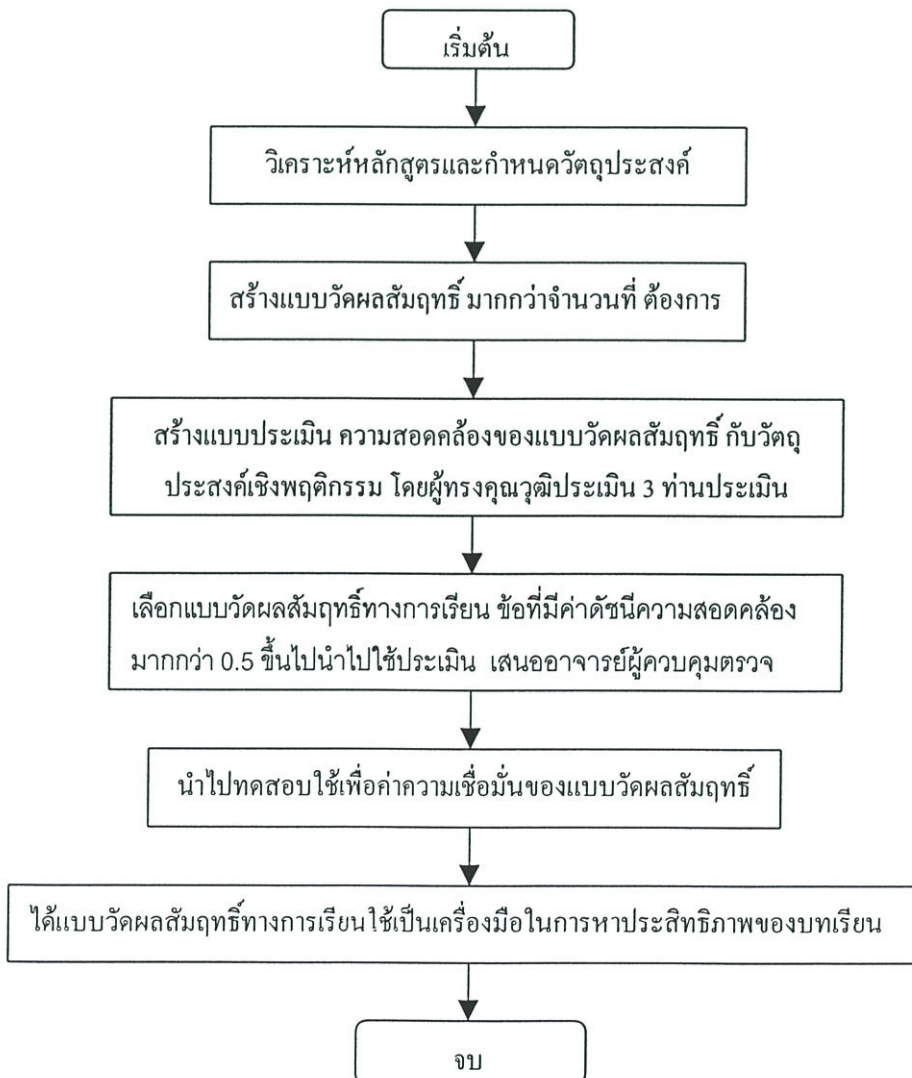 เริ่มต้น
วิเคราะห์หลักสูตรและกำหนดวัตถุประสงค์
สร้างแบบวัดผลสัมฤทธิ์ มากกว่าจำนวนที่ ต้องการ
สร้างแบบประเมิน ความสอดคล้องของแบบวัดผลสัมฤทธิ์ กับวัตถุ
ประสงค์เชิงพฤติกรรม โดยผู้ทรงคุณวุฒิประเมิน 3 ท่านประเมิน
เลือกแบบวัดผลสัมฤทธิ์ทางการเรียน ข้อที่มีค่าดัชนีความสอดคล้อง
มากกว่า 0.5 ขึ้นไปนำไปใช้ประเมิน เสนออาจารย์ผู้ควบคุมตรวจ
นำไปทดสอบใช้เพื่อค่าความเชื่อมั่นของแบบวัดผลสัมฤทธิ์
ได้แบบวัดผลสัมฤทธิ์ทางการเรียนใช้เป็นเครื่องมือในการหาประสิทธิภาพของบทเรียน
จบ